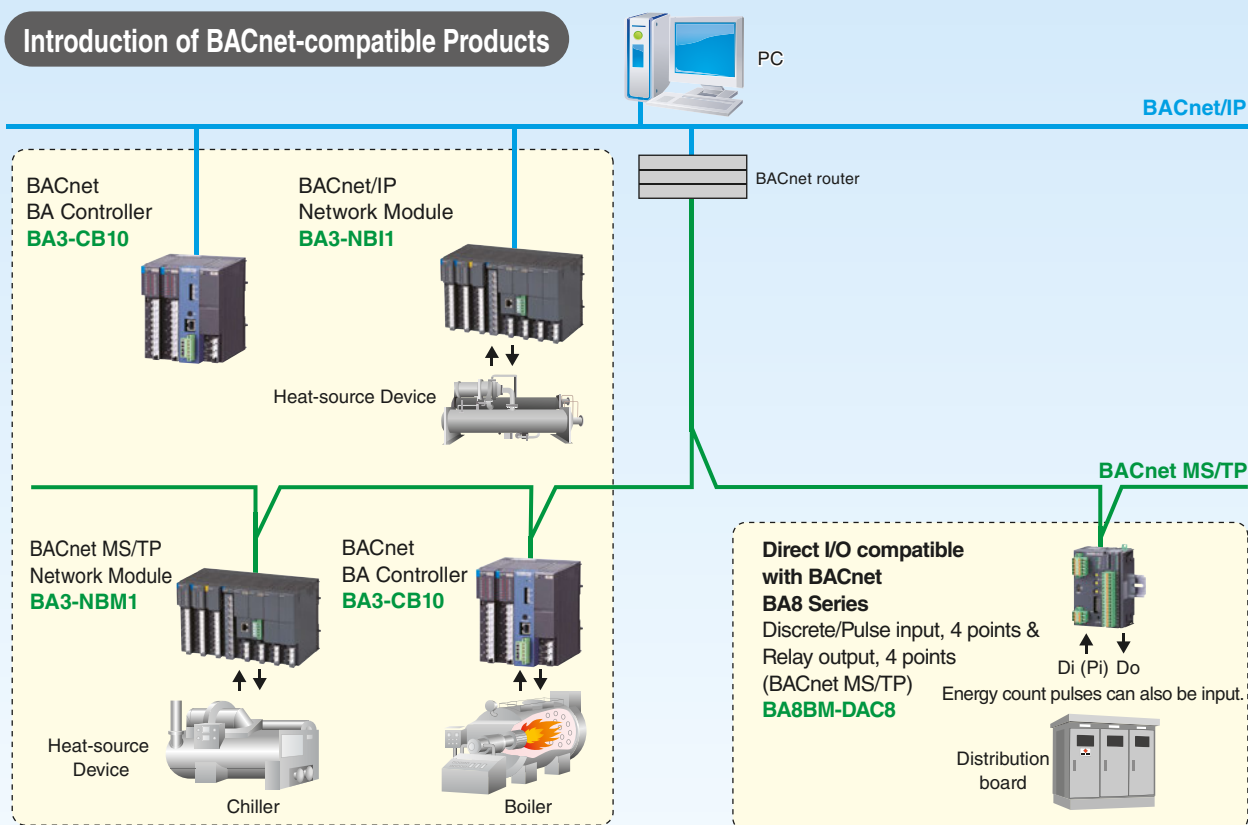 Introduction of BACnet-compatible Products
PC
BACnet/IP
BACnet router
BACnet
BA Controller
BA3-CB10
BACnet/IP
Network Module
BA3-NBI1
Heat-source Device
BACnet MS/TP
BACnet MS/TP
Network Module
BA3-NBM1
BACnet
BA Controller
BA3-CB10
Heat-source
Device
Chiller
Boiler
Direct I/O compatible
with BACnet
BA8 Series
Discrete/Pulse input, 4 points &
Relay output, 4 points
(BACnet MS/TP)
BA8BM-DAC8
Di (Pi) Do
Energy count pulses can also be input.
Distribution
board